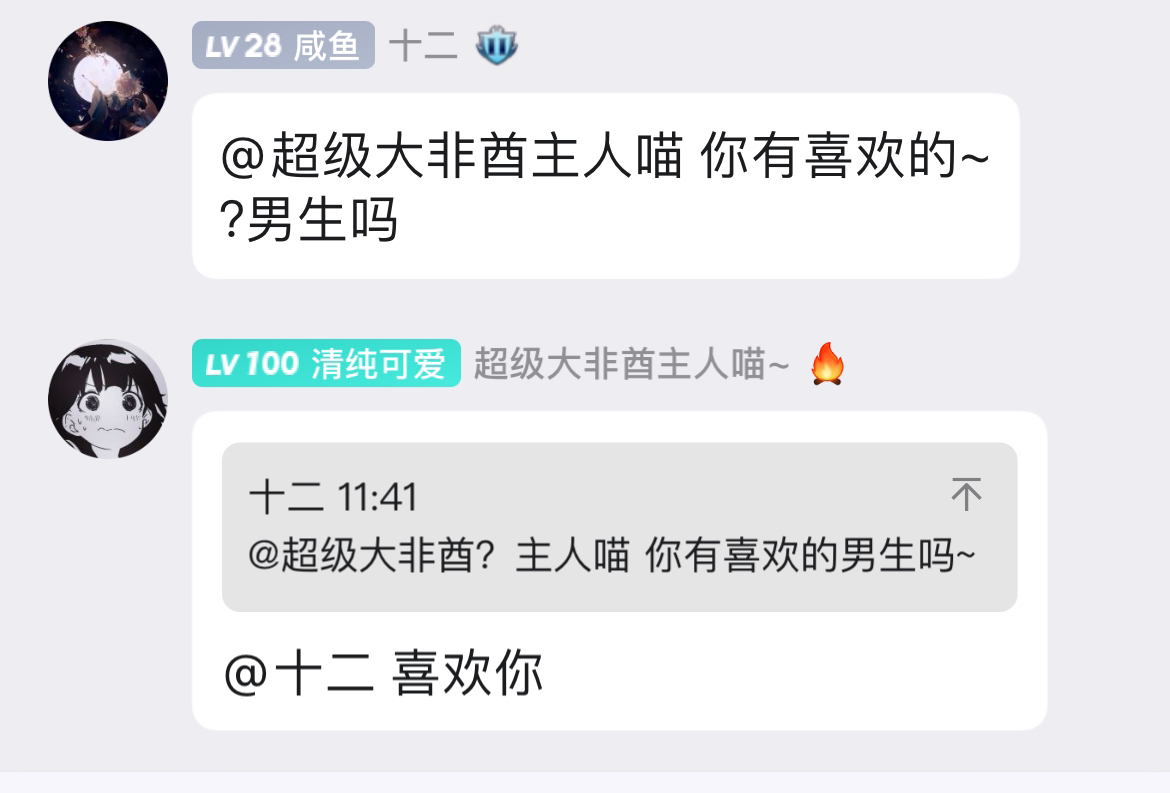 LV 28 咸鱼 十二
@超级大非酋主人喵 你有喜欢的~
?男生吗
LV 100 清纯可爱 超级大非酋主人喵~
十二 11:41
@超级大非酋？主人喵 你有喜欢的男生吗~
@十二 喜欢你